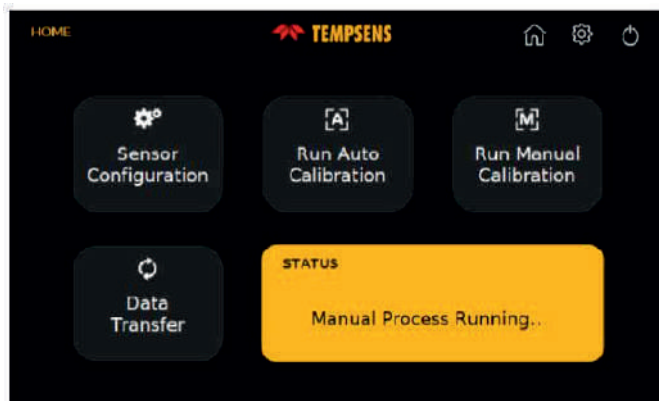 HOME
TEMPSENS
[A]
[M]
Sensor
Configuration
Run Auto
Calibration
Run Manual
Calibration
Data
Transfer
STATUS
Manual Process Running..